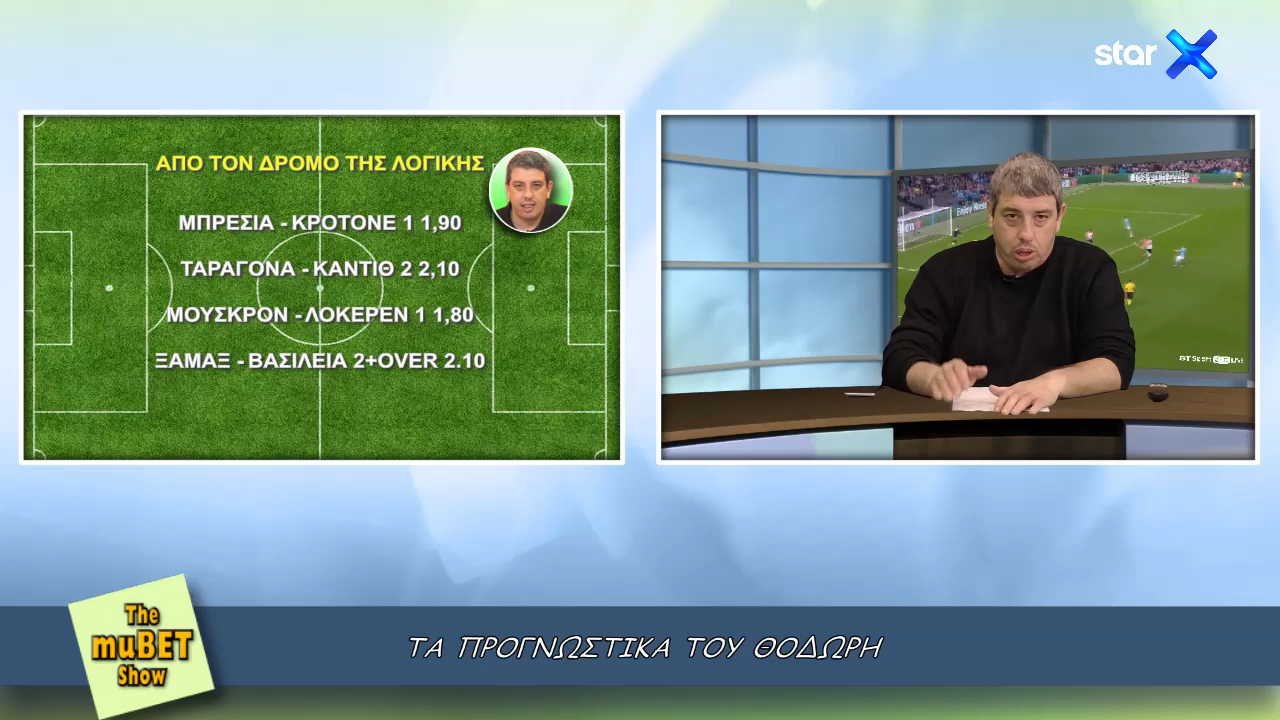 star X
ΑΠΟ ΤΟΝ ΔΡΟΜΟ ΤΗΣ ΛΟΓΙΚΗΣ
ΜΠΡΕΣΙΑ - ΚΡΟΤΟΝΕ 1 1,90
ΤΑΡΑΓΟΝΑ - ΚΑΝΤΙΘ 2 2,10
ΜΟΥΣΚΡΟΝ - ΛΟΚΕΡΕΝ 1 1,80
ΞΑΜΑΞ - ΒΑΣΙΛΕΙΑ 2+OVER 2.10
The
muBET
Show
ΤΑ ΠΡΟΓΝΩΣΤΙΚΑ ΤΟΥ ΘΟΔΩΡΗ